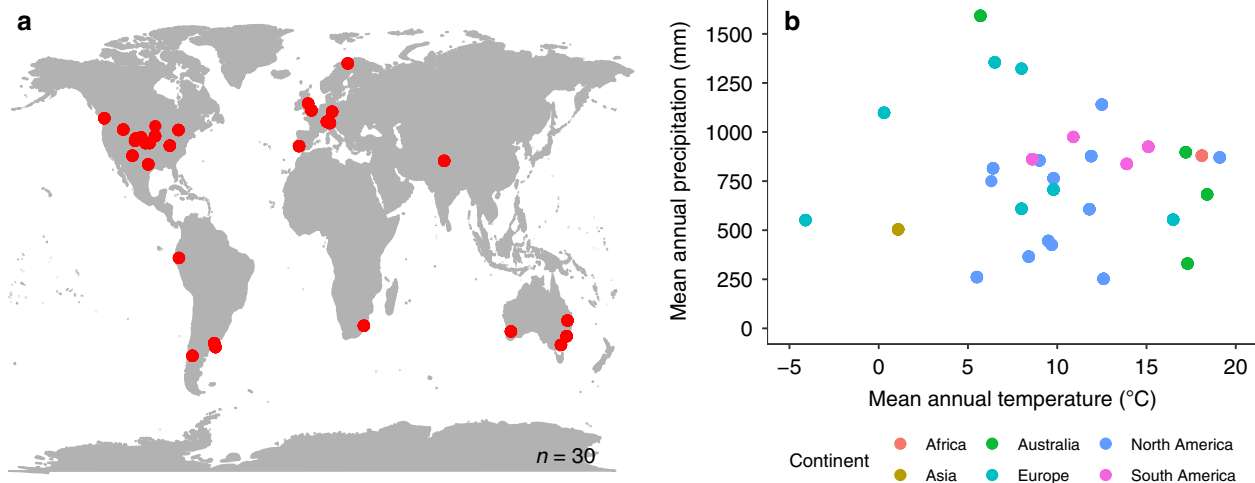 a
n = 30
b
Mean annual precipitation (mm)
1500
1250
1000
750
500
250
0
−5 0 5 10 15 20
Mean annual temperature (°C)
Continent
Africa Australia North America
Asia Europe South America